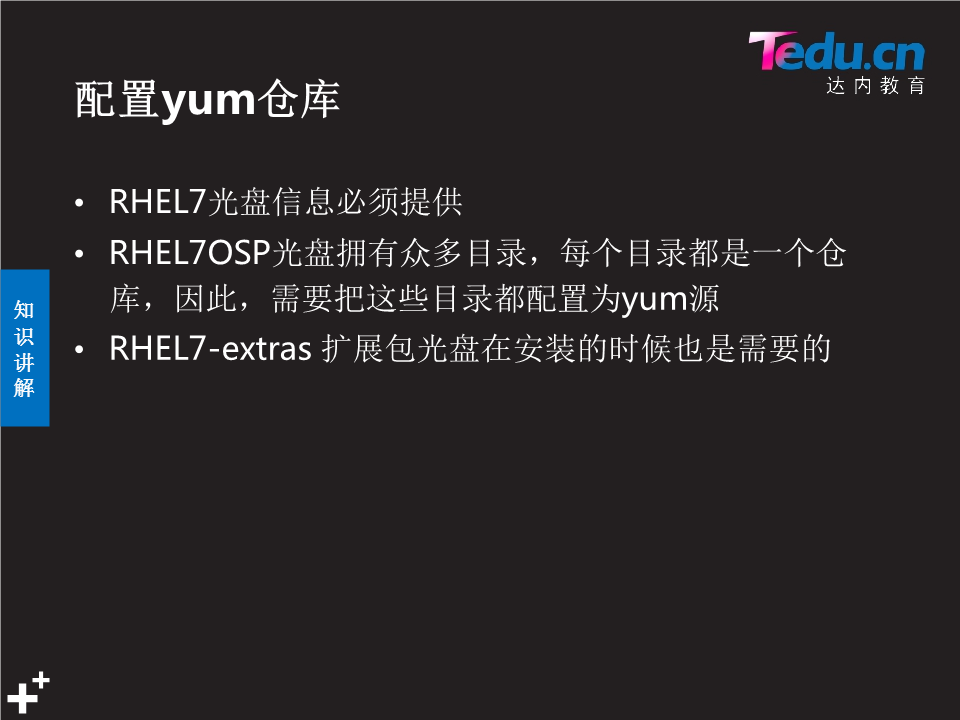 Tedu.cn
达内教育
配置yum仓库
• RHEL7光盘信息必须提供
• RHEL7OSP光盘拥有众多目录，每个目录都是一个仓
库，因此，需要把这些目录都配置为yum源
• RHEL7-extras 扩展包光盘在安装的时候也是需要的
知
识
讲
解